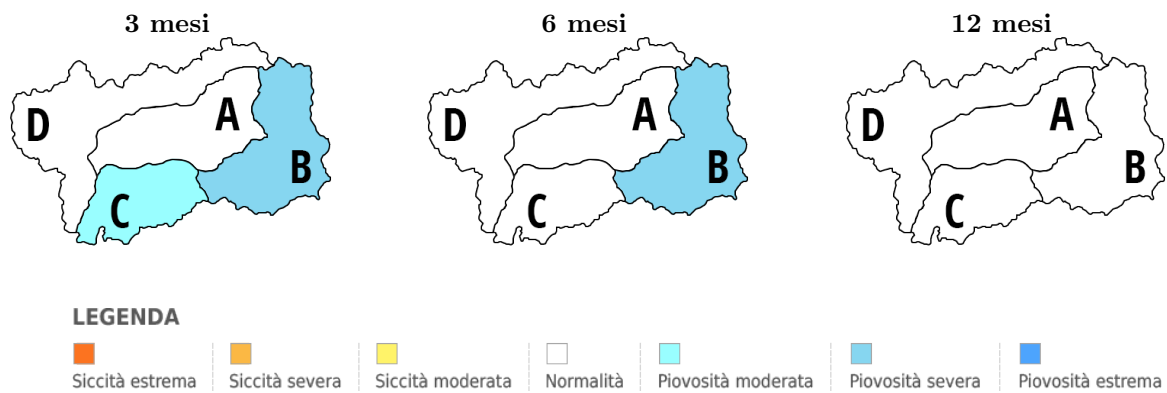 3 mesi
6 mesi
12 mesi
A
D
B
C
A
D
B
C
A
D
B
C
LEGENDA
Siccità estrema
Siccità severa
Siccità moderata
Normalità
Piovosità moderata
Piovosità severa
Piovosità estrema